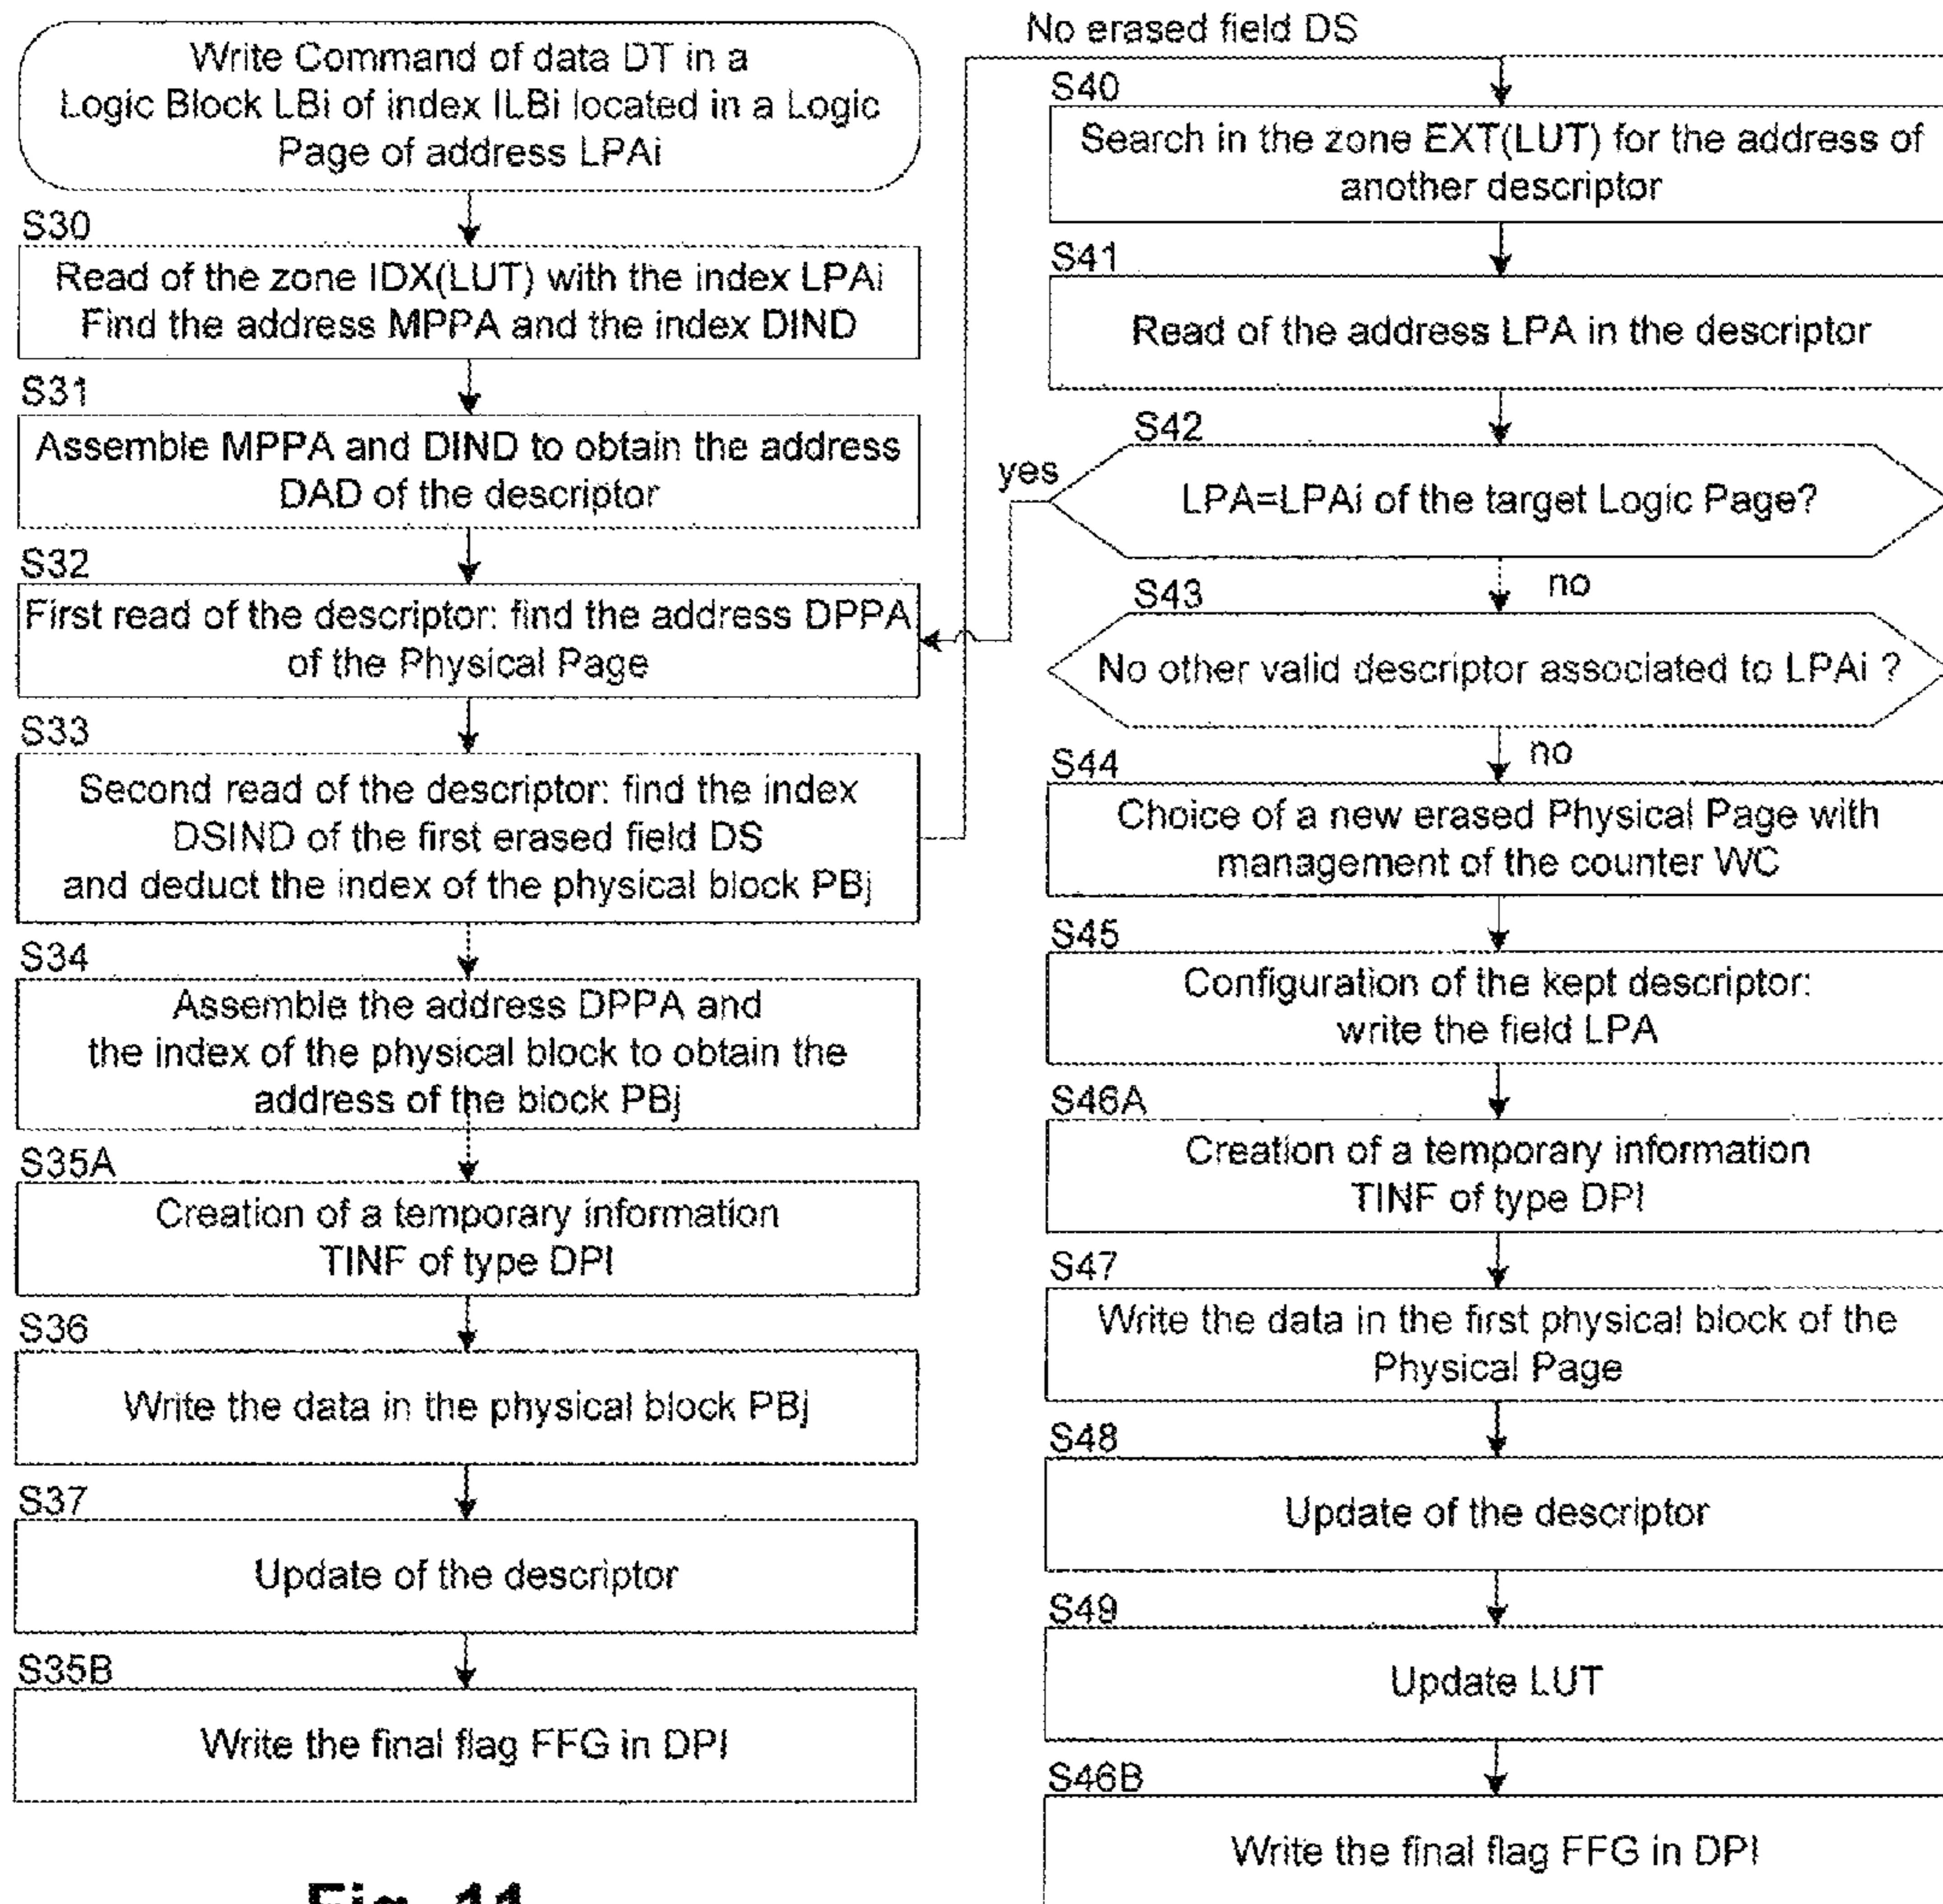 Write Command of data DT in a
Logic Block LBi of index ILBi located in a Logic
Page of address LPAi
S30
Read of the zone IDX(LUT) with the index LPAi
Find the address MPPA and the index DIND
S31
Assemble MPPA and DIND to obtain the address
DAD of the descriptor
S32
First read of the descriptor: find the address DPPA
of the Physical Page
S33
Second read of the descriptor: find the index
DSIND of the first erased field DS
and deduct the index of the physical block PBj
S34
Assemble the address DPPA and
the index of the physical block to obtain the
address of the block PBj
S35A
Creation of a temporary information
TINF of type DPI
S36
Write the data in the physical block PBj
S37
Update of the descriptor
S35B
Write the final flag FFG in DPI
No erased field DS
S40
Search in the zone EXT(LUT) for the address of
another descriptor
S41
Read of the address LPA in the descriptor
S42
yes
LPA=LPAi of the target Logic Page?
no
S43
No other valid descriptor associated to LPAi ?
no
S44
Choice of a new erased Physical Page with
management of the counter WC
S45
Configuration of the kept descriptor:
write the field LPA
S46A
Creation of a temporary information
TINF of type DPI
S47
Write the data in the first physical block of the
Physical Page
S48
Update of the descriptor
S49
Update LUT
S46B
Write the final flag FFG in DPI
Fig. 11